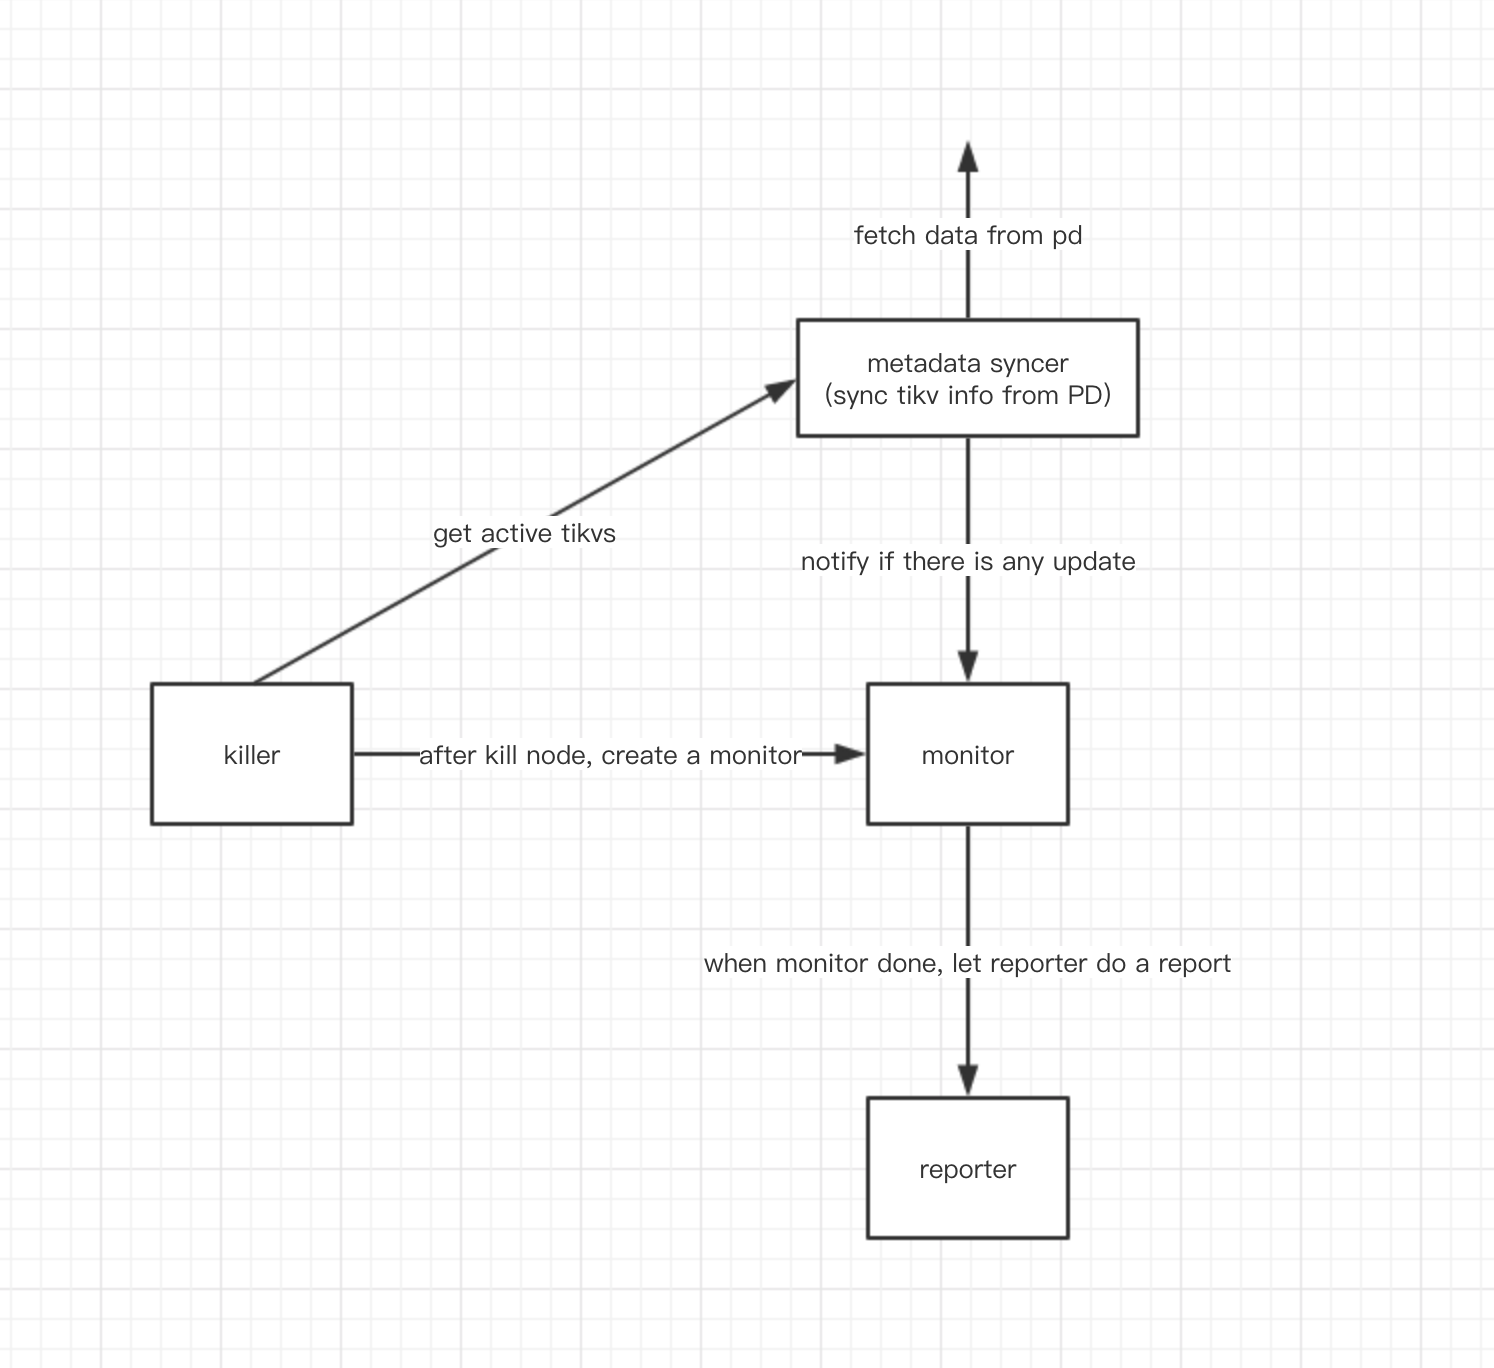 fetch data from pd
metadata syncer
(sync tikv info from PD)
get active tikvs
notify if there is any update
killer
after kill node, create a monitor
monitor
when monitor done, let reporter do a report
reporter